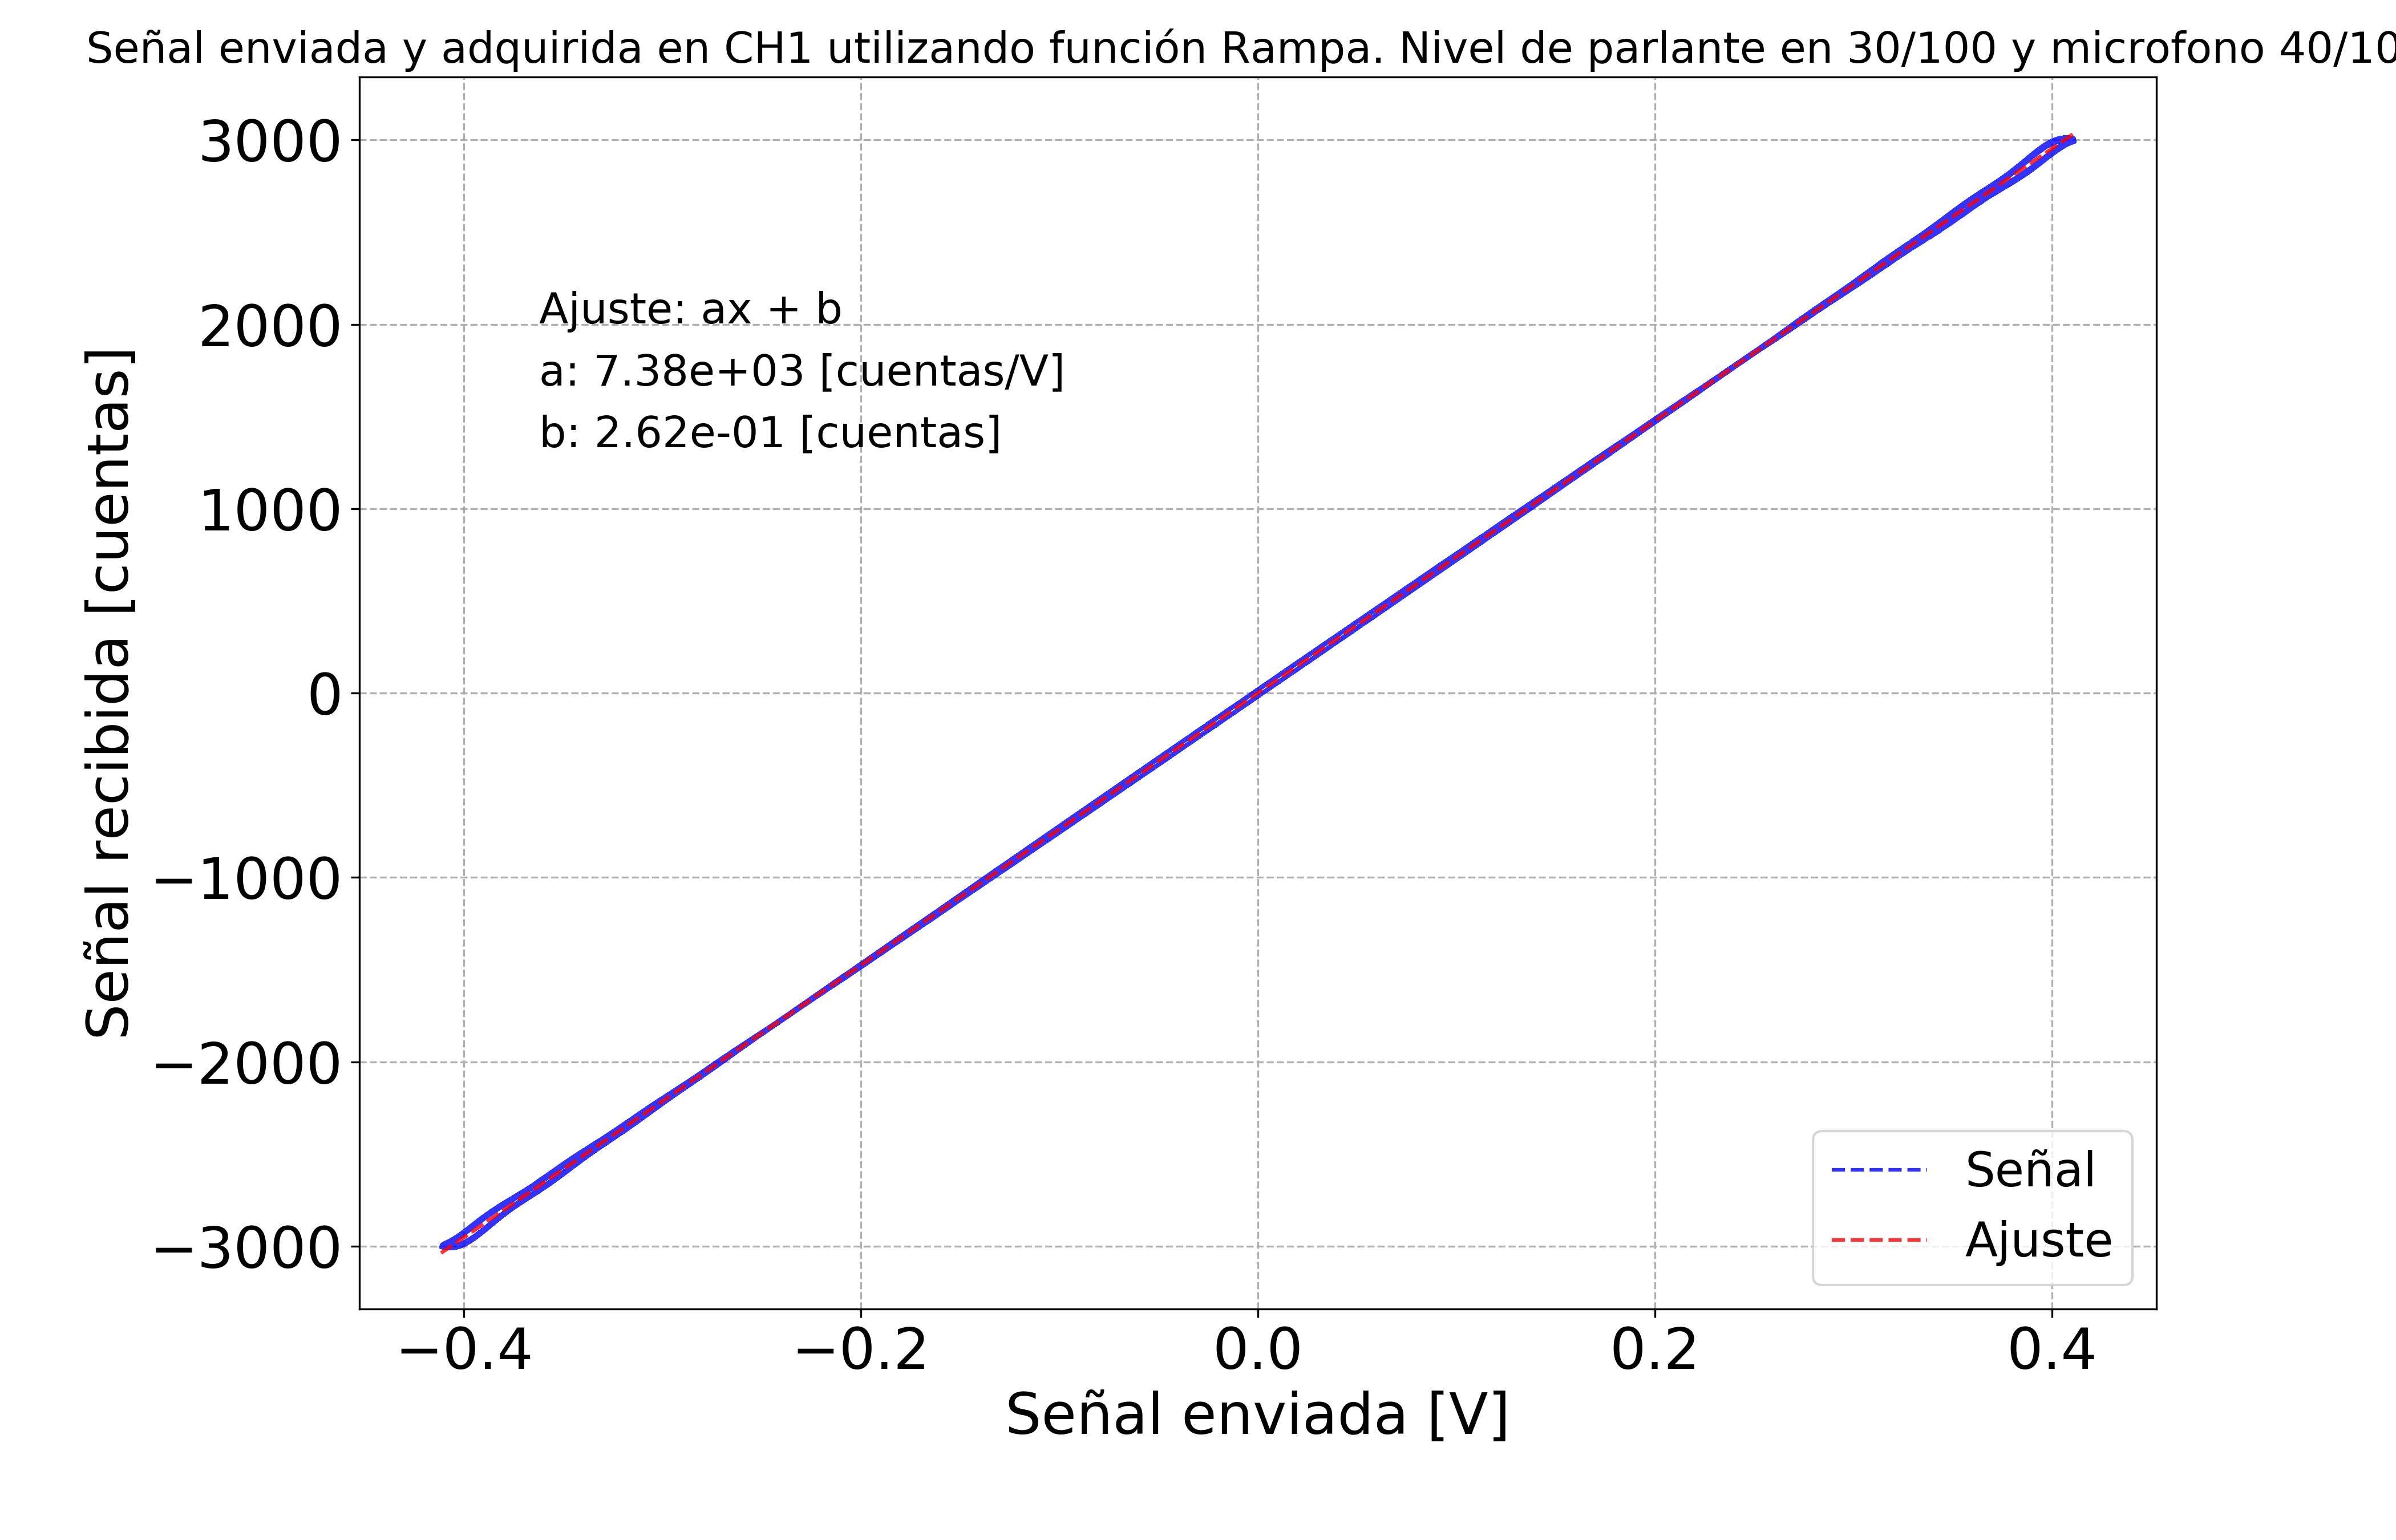 Señal enviada y adquirida en CH1 utilizando función Rampa. Nivel de parlante en 30/100 y microfono 40/10
3000
2000
1000
0
−1000
−2000
−3000
Señal recibida [cuentas]
Ajuste: ax + b
a: 7.38e+03 [cuentas/V]
b: 2.62e-01 [cuentas]
Señal
Ajuste
−0.4
−0.2
0.0
0.2
0.4
Señal enviada [V]